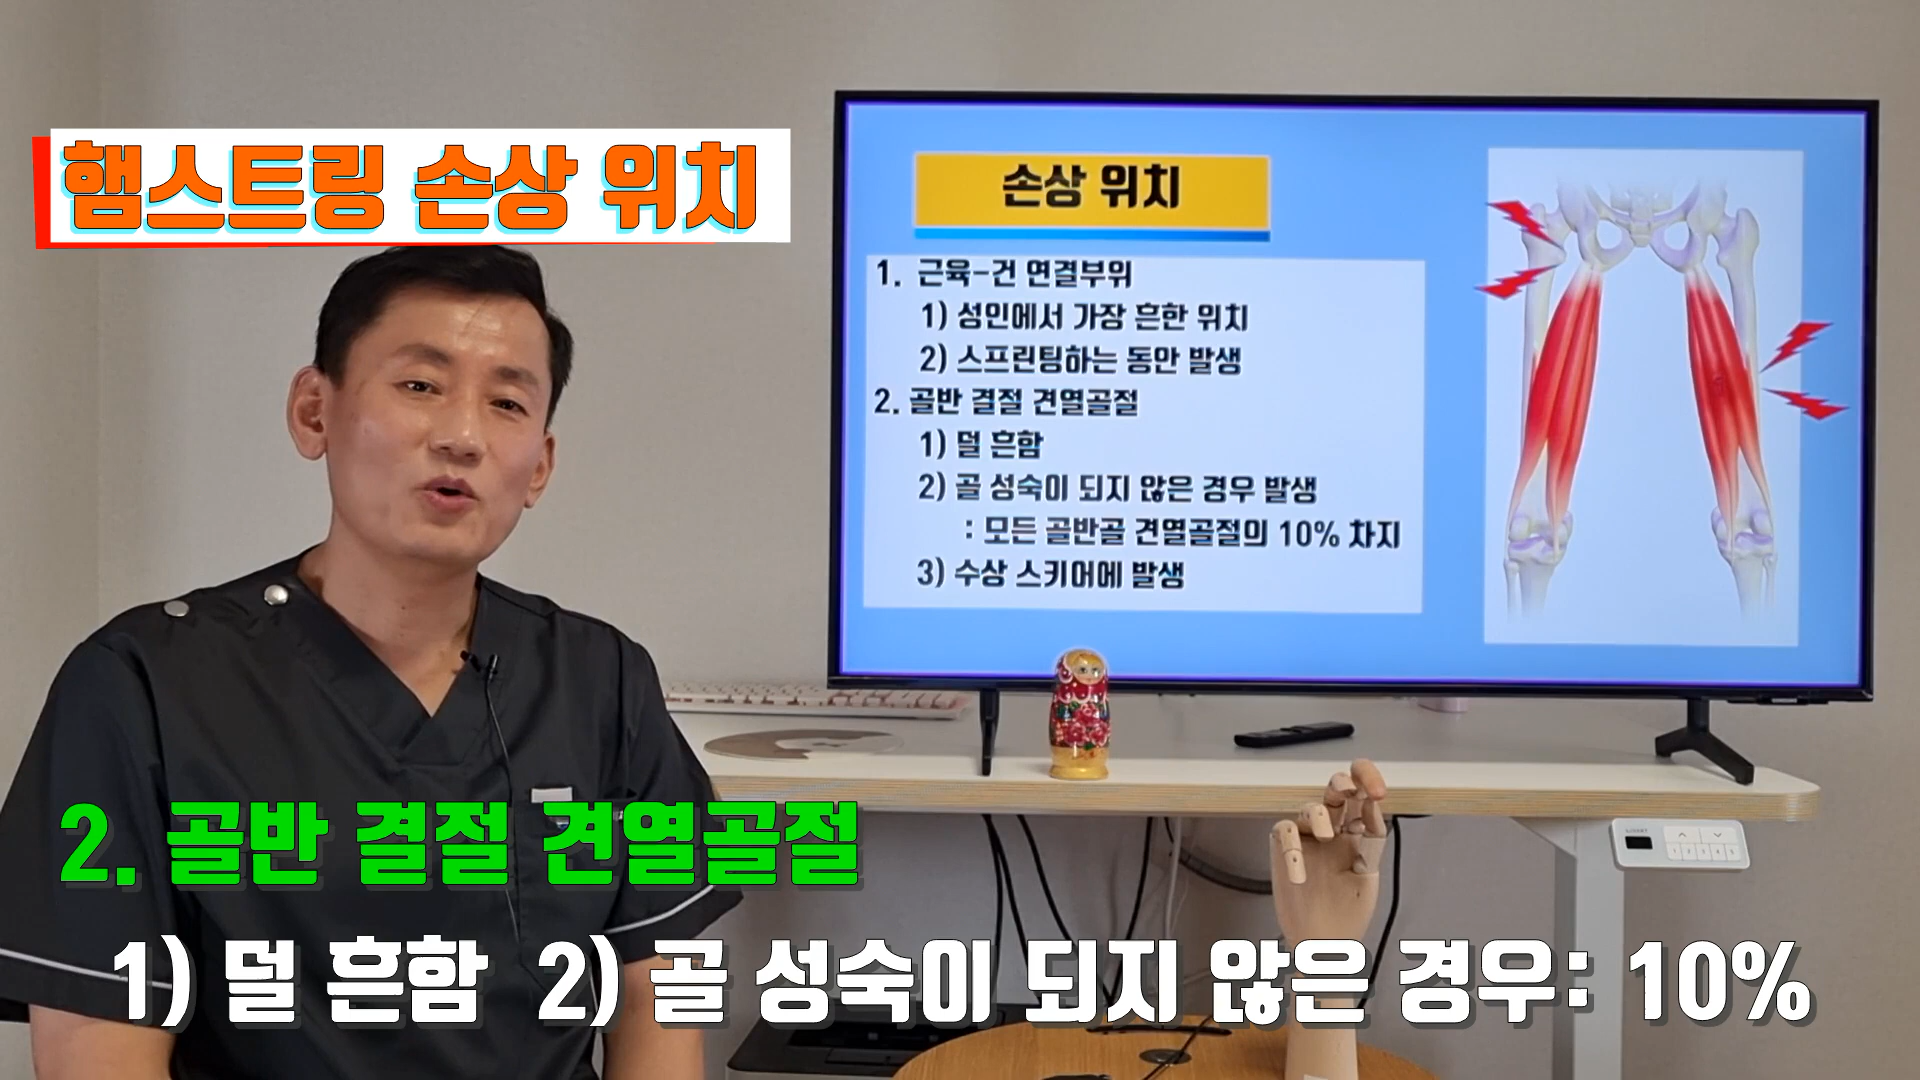 햄스트링 손상 위치
손상 위치
1. 근육-건 연결부위
1) 성인에서 가장 흔한 위치
2) 스프린팅하는 동안 발생
2. 골반 결절 견열골절
1) 덜 흔함
2) 골 성숙이 되지 않은 경우 발생
: 모든 골반골 견열골절의 10% 차지
3) 수상 스키어에 발생
2. 골반 결절 견열골절
1) 덜 흔함 2) 골 성숙이 되지 않은 경우: 10%